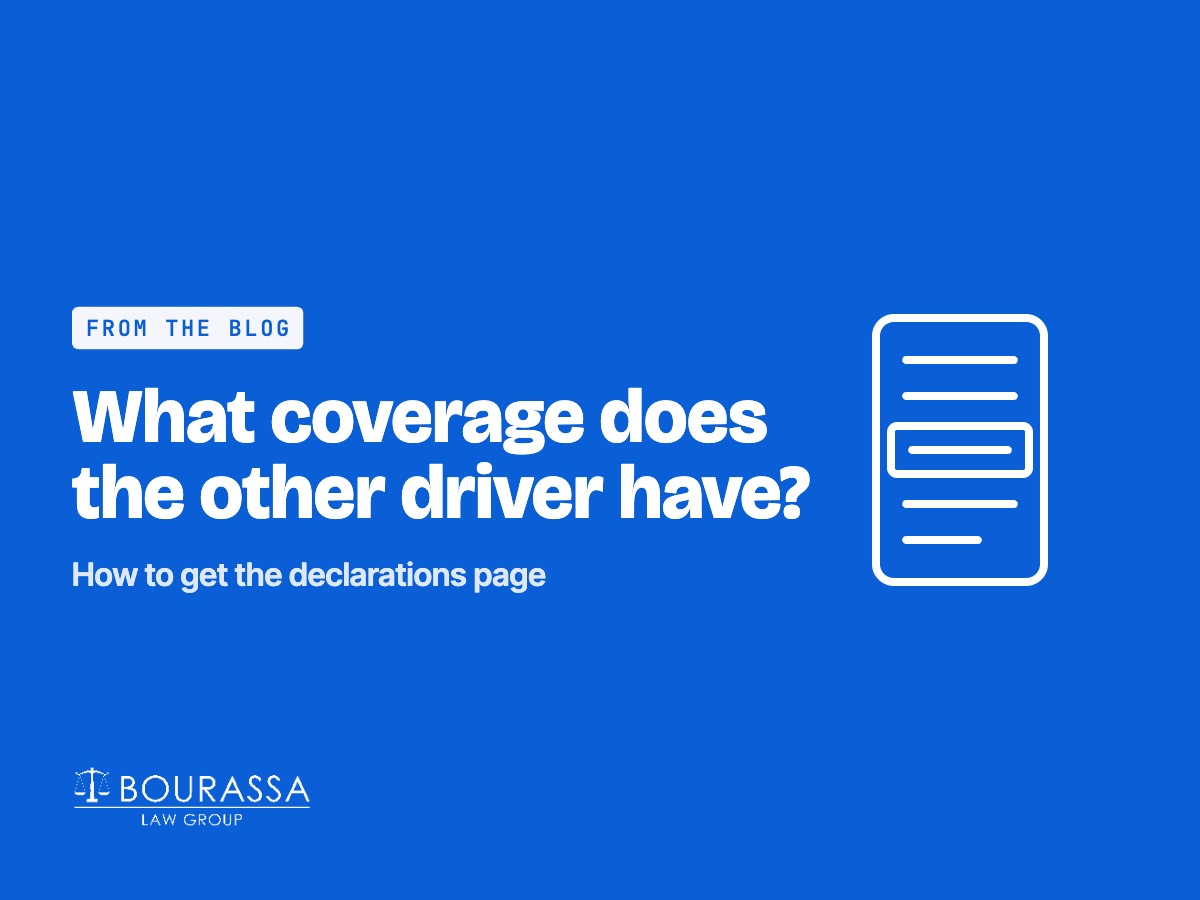 FROM THE BLOG
What coverage does
the other driver have?
How to get the declarations page
BOURASSA
LAW GROUP